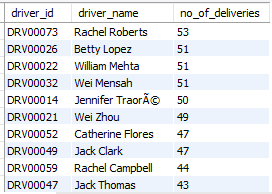 driver_id driver_name no_of_deliveries
DRV00073 Rachel Roberts 53
DRV00026 Betty Lopez 51
DRV00022 William Mehta 51
DRV00032 Wei Mensah 51
DRV00014 Jennifer TraorÃ© 50
DRV00021 Wei Zhou 49
DRV00052 Catherine Flores 47
DRV00049 Jack Clark 47
DRV00059 Rachel Campbell 44
DRV00047 Jack Thomas 43